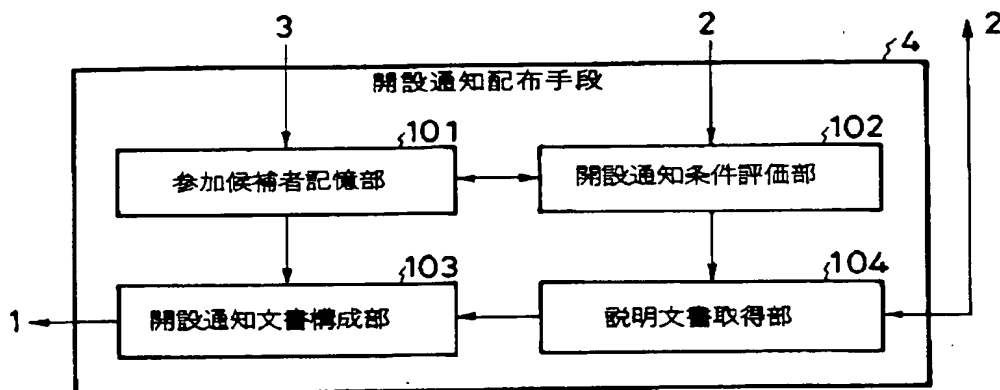 3
2
2
4
開設通知配布手段
101
102
参加候補者記憶部
開設通知条件評価部
103
104
1
開設通知文書構成部
説明文書取得部